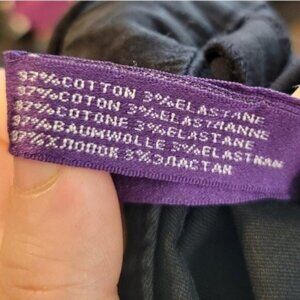 97%COTTON 3%ELASTANE
97%COTON 3%ELASTHANNE
97%COTONE 3%ELASTANE
97%BAUMWOLLE 3%ELASTHAN
97%ХЛОПОК 3%ЭЛАСТАН